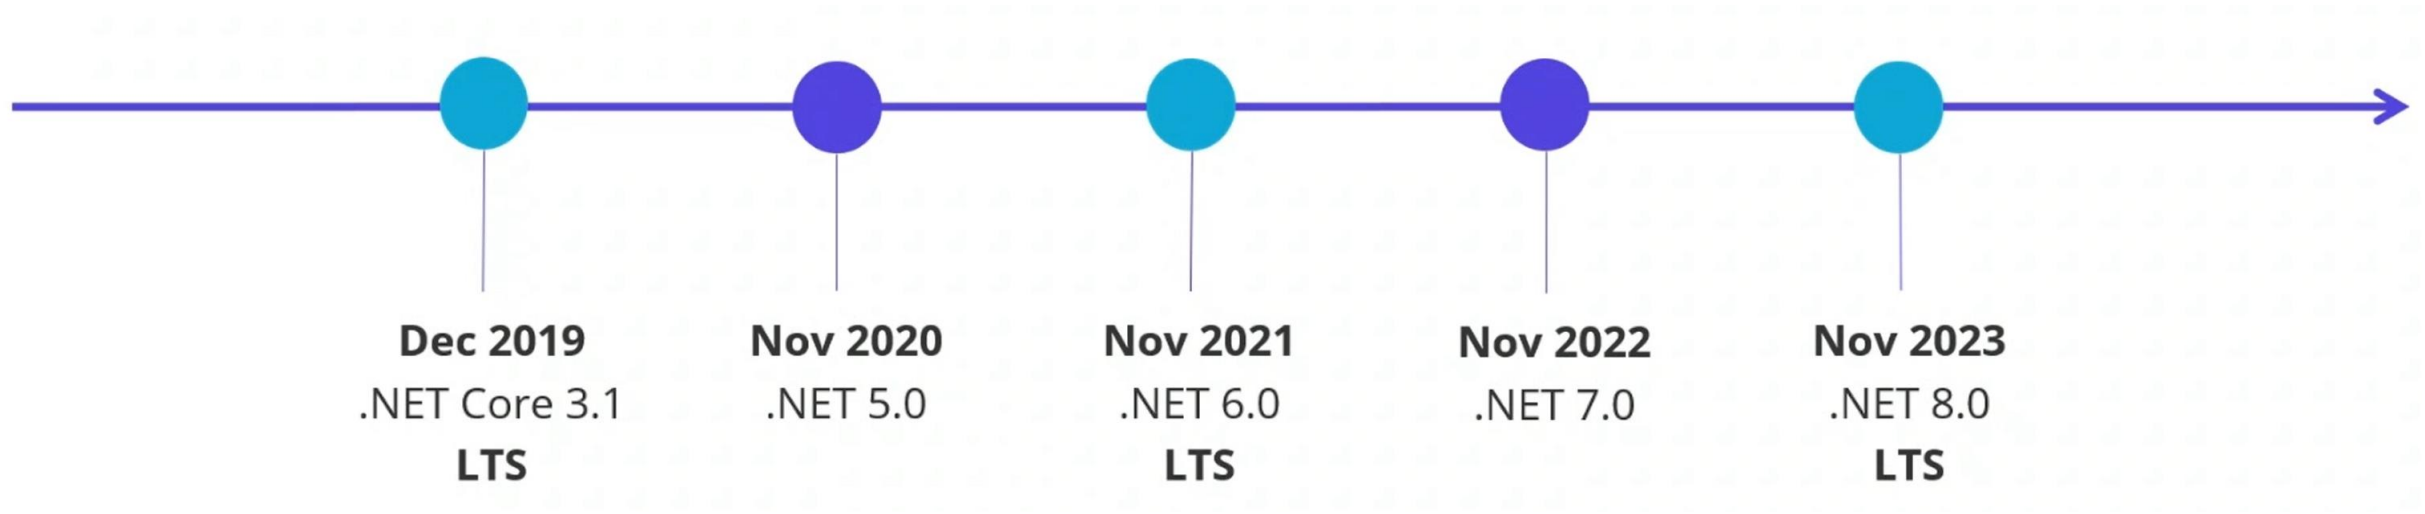 Dec 2019
.NET Core 3.1
LTS
Nov 2020
.NET 5.0
Nov 2021
.NET 6.0
LTS
Nov 2022
.NET 7.0
Nov 2023
.NET 8.0
LTS